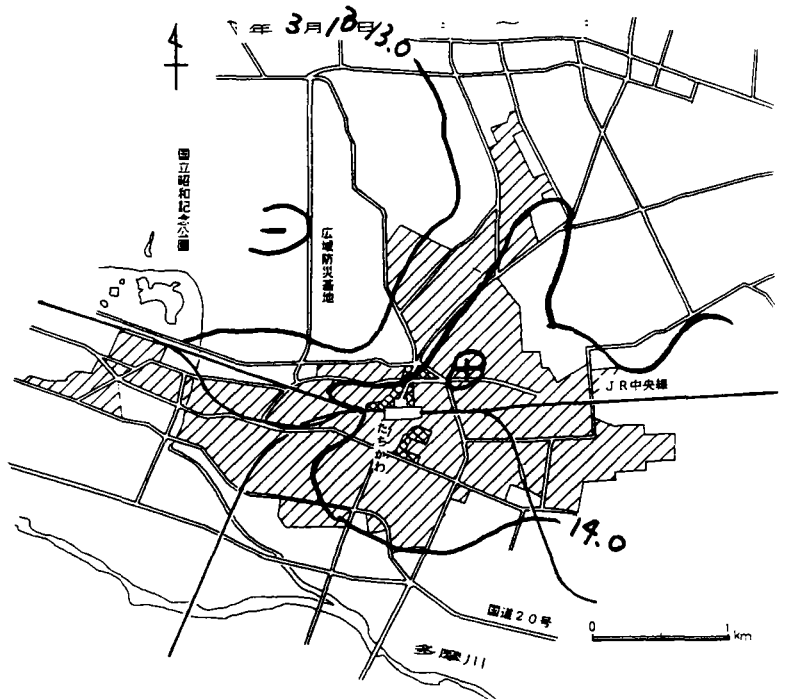 年 3月18日
13.0
国立昭和記念公園
広域防災基地
－
＋
JR中央線
たちかわ
14.0
国道20号
多摩川
0 1 km